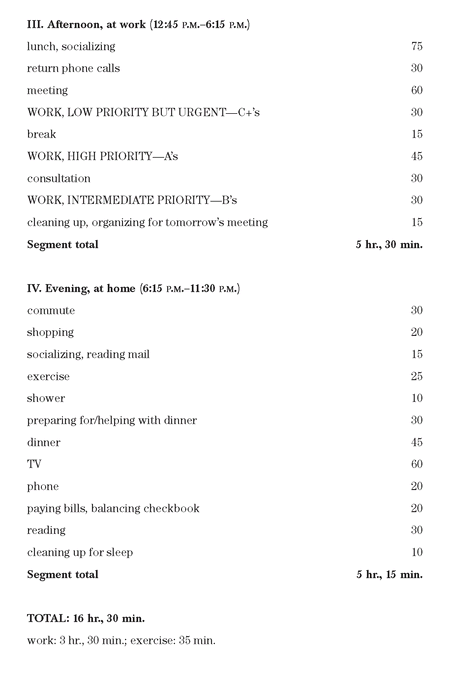 III. Afternoon, at work (12:45 P.M.–6:15 P.M.)
lunch, socializing 75
return phone calls 30
meeting 60
WORK, LOW PRIORITY BUT URGENT—C+'s 30
break 15
WORK, HIGH PRIORITY—A's 45
consultation 30
WORK, INTERMEDIATE PRIORITY—B's 30
cleaning up, organizing for tomorrow's meeting 15
Segment total 5 hr., 30 min.
IV. Evening, at home (6:15 P.M.–11:30 P.M.)
commute 30
shopping 20
socializing, reading mail 15
exercise 25
shower 10
preparing for/helping with dinner 30
dinner 45
TV 60
phone 20
paying bills, balancing checkbook 20
reading 30
cleaning up for sleep 10
Segment total 5 hr., 15 min.
TOTAL: 16 hr., 30 min.
work: 3 hr., 30 min.; exercise: 35 min.